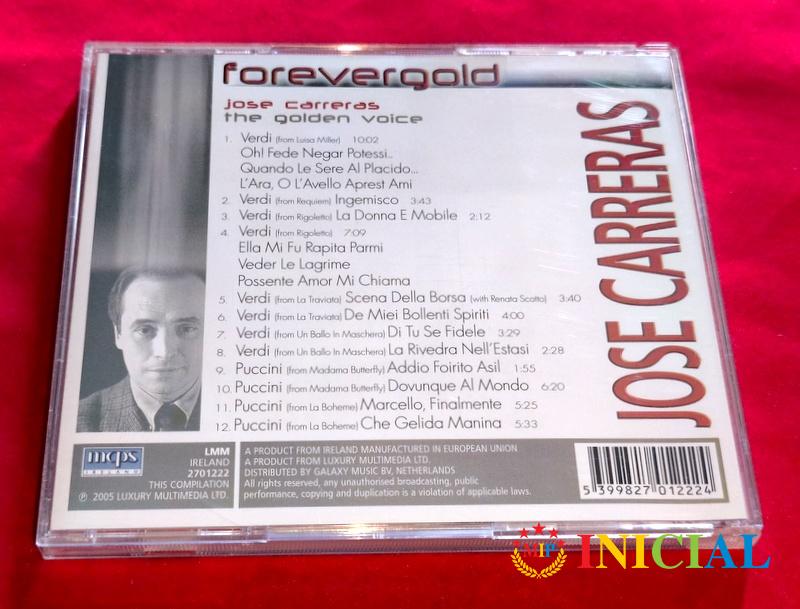 forevergold
jose carreras
the golden voice
1. Verdi (from Luisa Miller) 10:02
Oh! Fede Negar Potessi..
Quando Le Sere Al Placido...
L'Ara, O L'Avello Aprest Ami
2. Verdi (from Requiem) Ingemisco 3:43
3. Verdi (from Rigoletto) La Donna E Mobile 2:12
4. Verdi (from Rigoletto) 7:09
Ella Mi Fu Rapita Parmi
Veder Le Lagrime
Possente Amor Mi Chiama
5. Verdi (from La Traviata) Scena Della Borsa (with Renata Scotto) 3:40
6. Verdi (from La Traviata) De Miei Bollenti Spiriti 4:00
7. Verdi (from Un Ballo In Maschera) Di Tu Se Fidele 3:29
8. Verdi (from Un Ballo In Maschera) La Rivedra Nell'Estasi 2:28
9. Puccini (from Madama Butterfly) Addio Foirito Asil 1:55
10. Puccini (from Madama Butterfly) Dovunque Al Mondo 6:20
11. Puccini (from La Boheme) Marcello, Finalmente 5:25
12. Puccini (from La Boheme) Che Gelida Manina 5:33
JOSE CARRERAS
mcps
IRELAND
LMM
IRELAND
2701222
THIS COMPILATION
℗ 2005 LUXURY MULTIMEDIA LTD.
A PRODUCT FROM IRELAND MANUFACTURED IN EUROPEAN UNION
A PRODUCT FROM LUXURY MULTIMEDIA LTD.
DISTRIBUTED BY GALAXY MUSIC BV, NETHERLANDS
All rights reserved, any unauthorised broadcasting, public
performance, copying and duplication is a violation of applicable laws.
5 399827 012224
MIP INICIAL